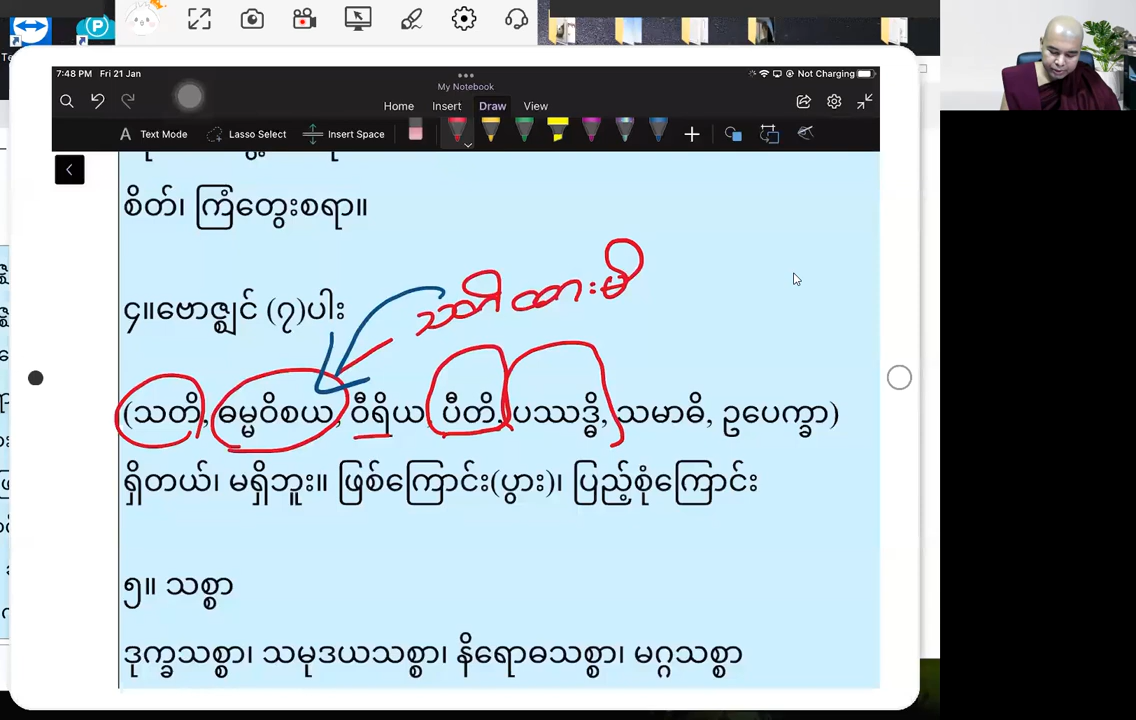 7:48 PM Fri 21 Jan
Not Charging
My Notebook
Home Insert Draw View
Text Mode Lasso Select Insert Space
စိတ်၊ ကြံတွေးစရာ။
သတိထားမိ
၄။ဗောဇ္ဈင် (၇)ပါး
(သတိ, ဓမ္မဝိစယ, ဝီရိယ, ပီတိ, ပဿဒ္ဓိ, သမာဓိ, ဥပေက္ခာ)
ရှိတယ်၊ မရှိဘူး။ ဖြစ်ကြောင်း(ပွား)၊ ပြည့်စုံကြောင်း
၅။ သစ္စာ
ဒုက္ခသစ္စာ၊ သမုဒယသစ္စာ၊ နိရောဓသစ္စာ၊ မဂ္ဂသစ္စာ